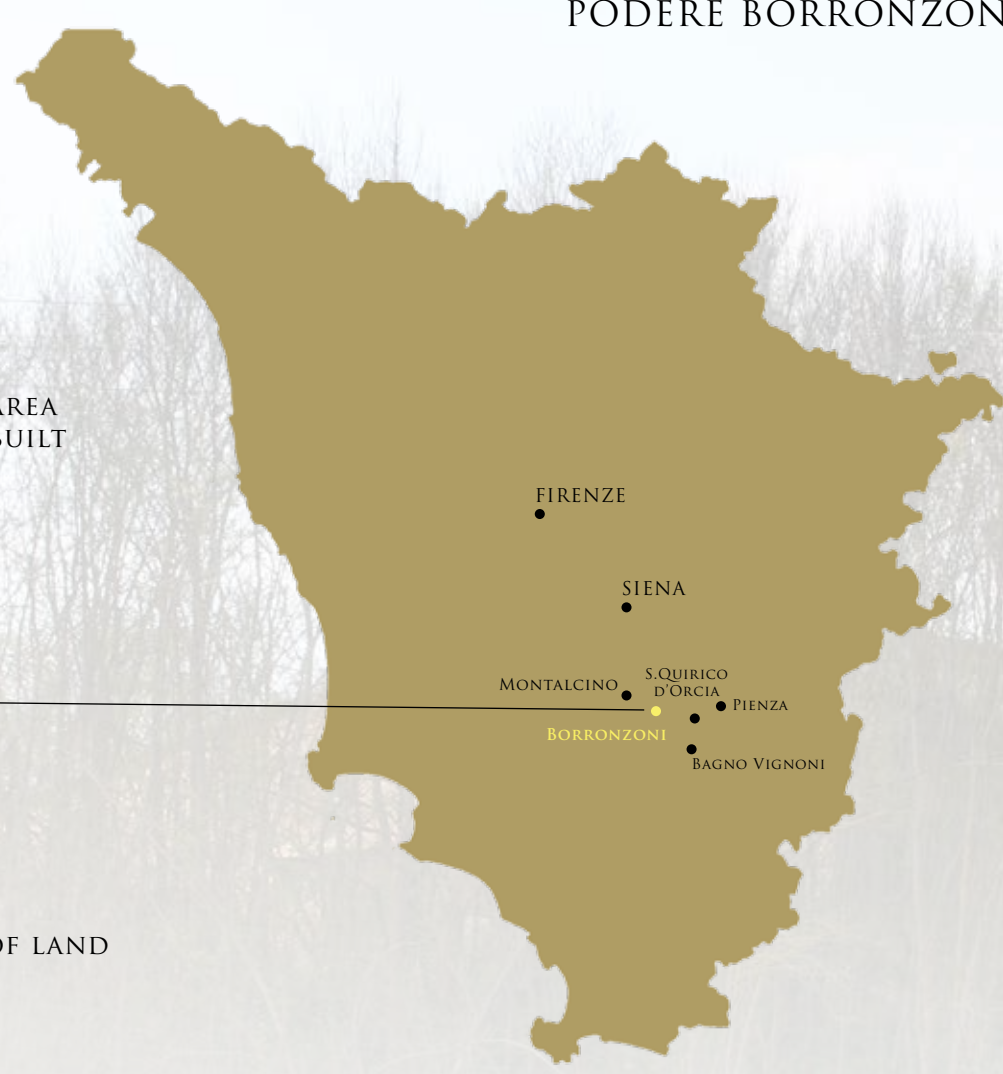 PODERE BORRONZON
AREA
BUILT
FIRENZE
SIENA
S.Quirico
d'Orcia
Montalcino
Pienza
Borronzoni
Bagno Vignoni
OF LAND